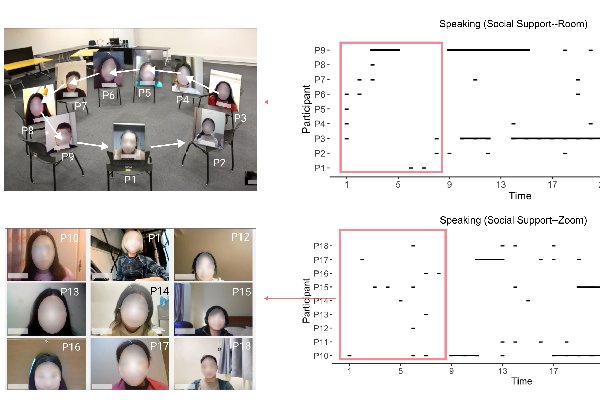 Speaking (Social Support--Room)
P9
P8
P7
P6
P5
P4
P3
P2
P1
Participant
1
5
9
13
17
Time
P6
P5
P7
P4
P3
P8
P9
P2
P1
Speaking (Social Support--Zoom)
P18
P17
P16
P15
P14
P13
P12
P11
P10
Participant
1
5
9
13
17
Time
P10
P1
P12
P13
P14
P15
P16
P17
P18